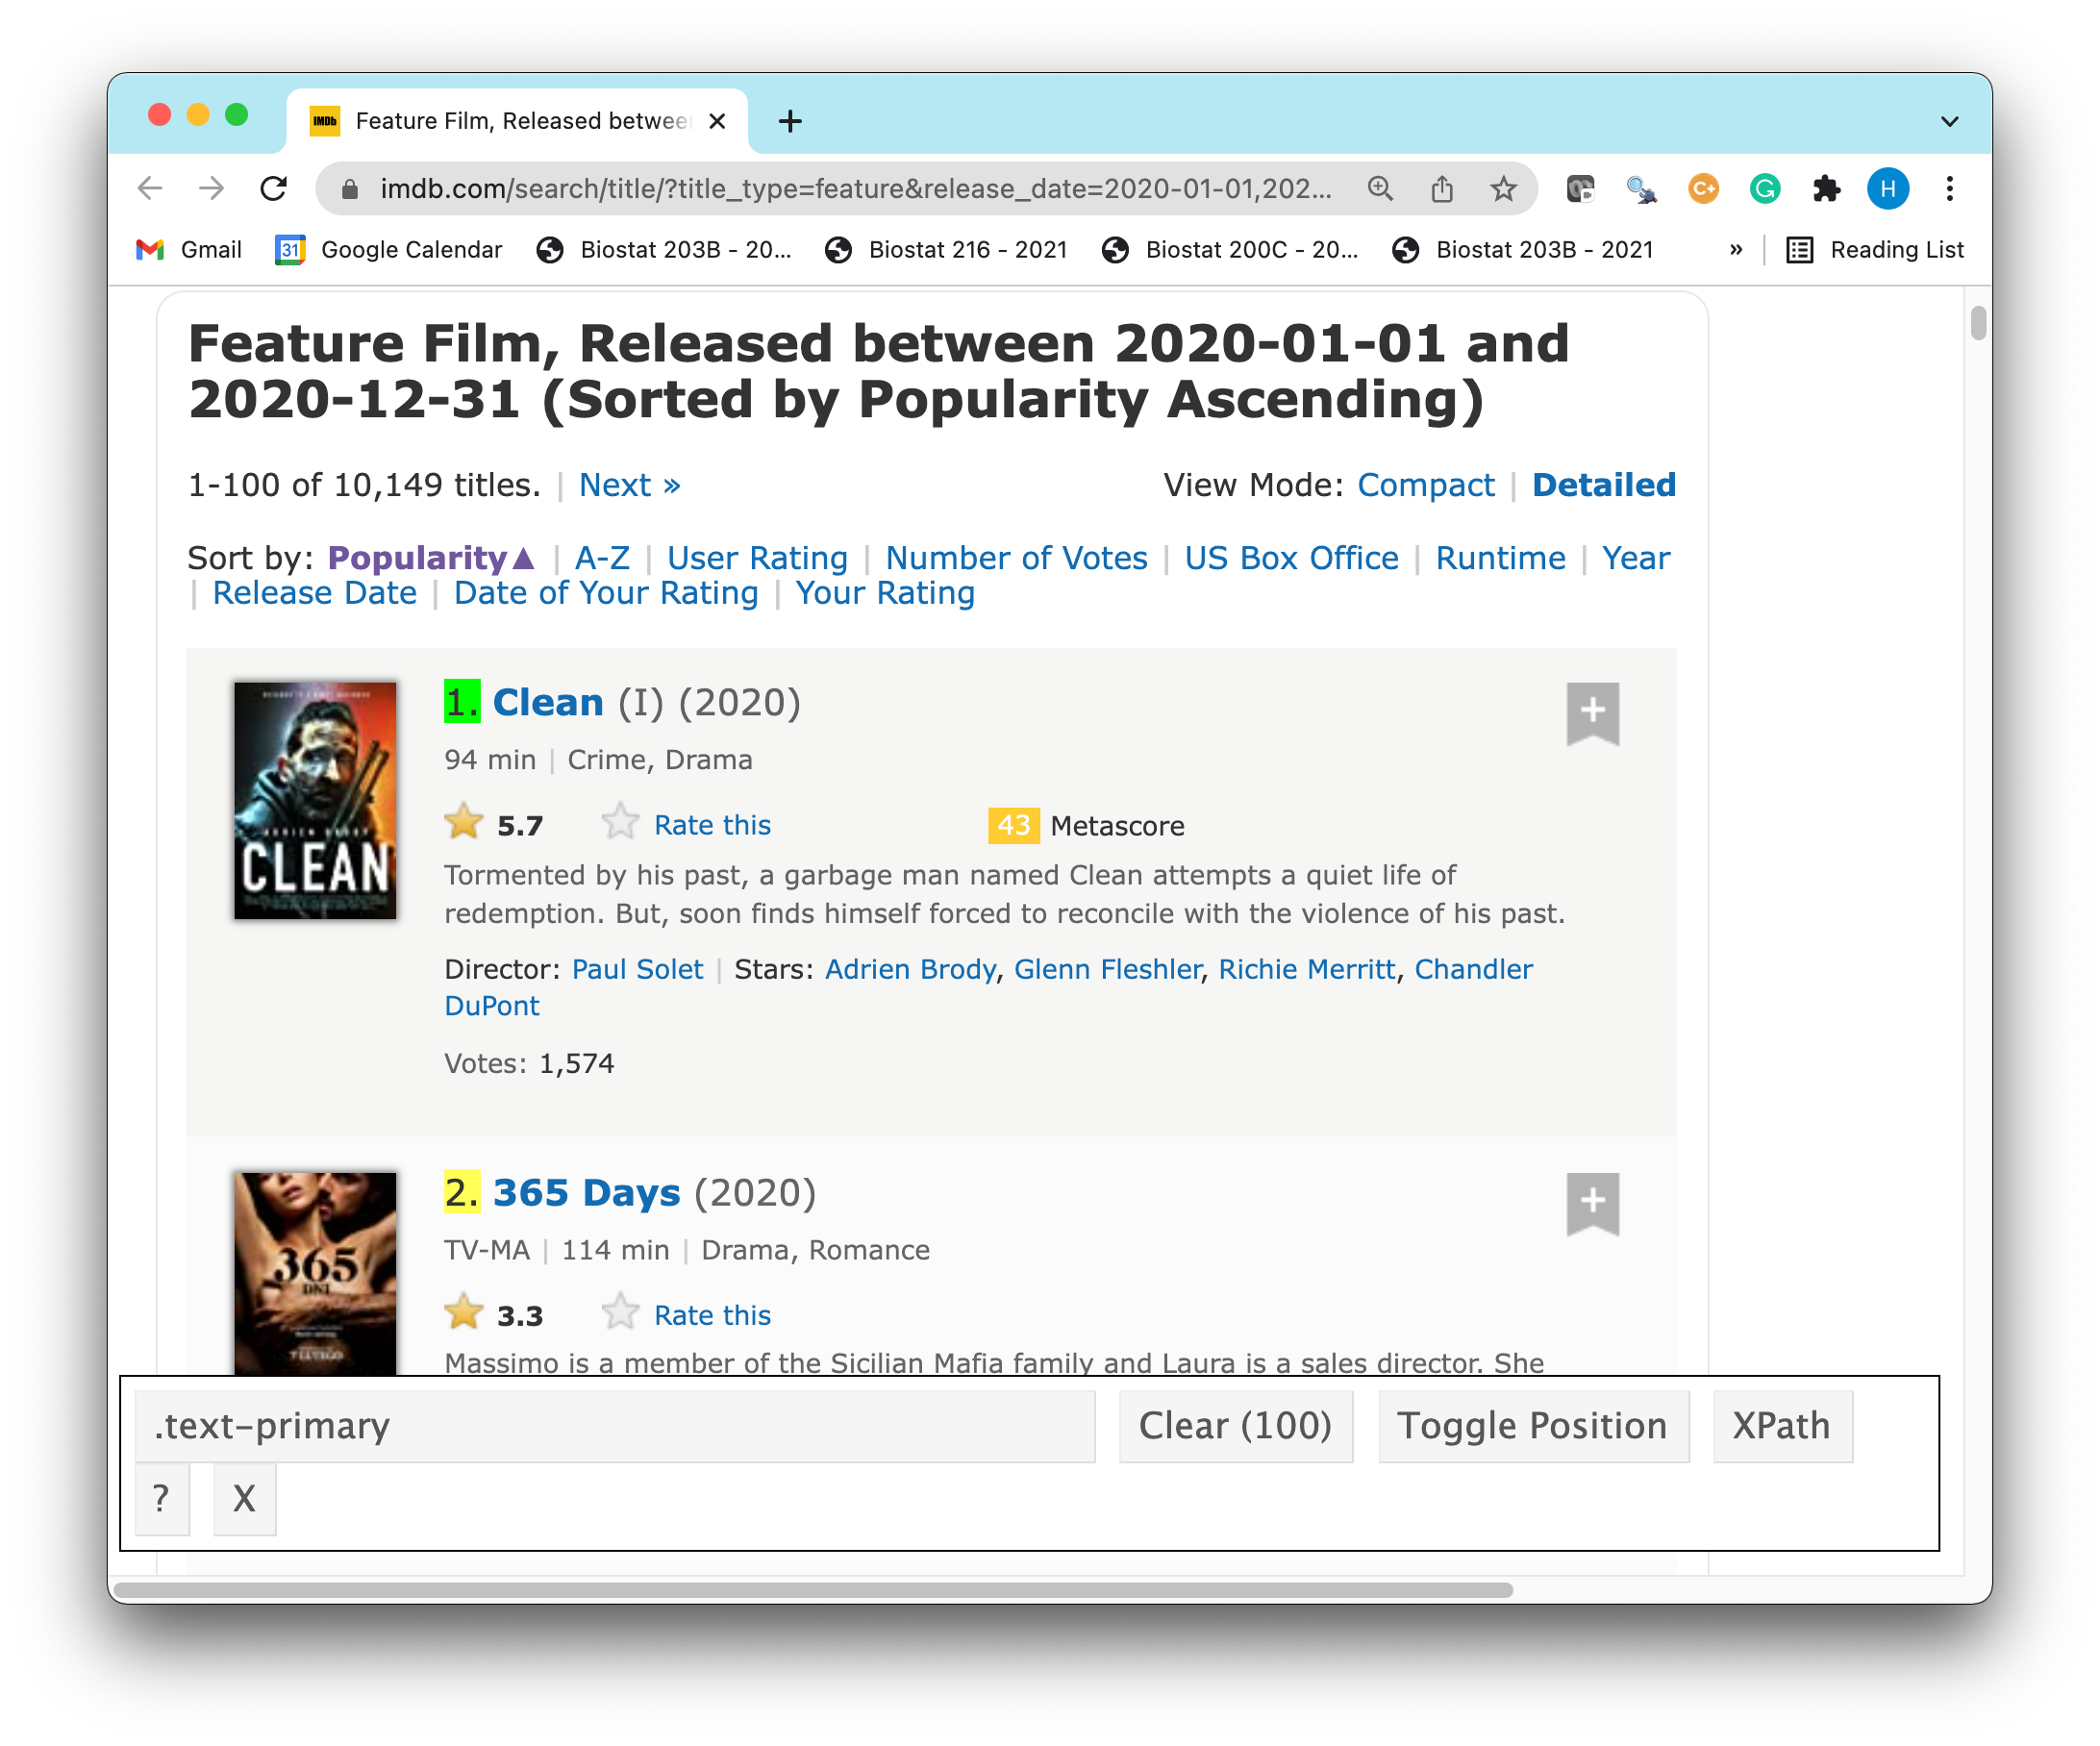 IMDb Feature Film, Released betwee
imdb.com/search/title/?title_type=feature&release_date=2020-01-01,202...
C+ G H
Gmail 31 Google Calendar Biostat 203B - 20... Biostat 216 - 2021 Biostat 200C - 20... Biostat 203B - 2021 » Reading List
Feature Film, Released between 2020-01-01 and
2020-12-31 (Sorted by Popularity Ascending)
1-100 of 10,149 titles. | Next » View Mode: Compact | Detailed
Sort by: Popularity▲ | A-Z | User Rating | Number of Votes | US Box Office | Runtime | Year
| Release Date | Date of Your Rating | Your Rating
1. Clean (I) (2020)
94 min | Crime, Drama
5.7 Rate this 43 Metascore
ADRIEN BRODY
CLEAN
Tormented by his past, a garbage man named Clean attempts a quiet life of
redemption. But, soon finds himself forced to reconcile with the violence of his past.
Director: Paul Solet | Stars: Adrien Brody, Glenn Fleshler, Richie Merritt, Chandler
DuPont
Votes: 1,574
2. 365 Days (2020)
TV-MA | 114 min | Drama, Romance
365
DNI
3.3 Rate this
Massimo is a member of the Sicilian Mafia family and Laura is a sales director. She
.text-primary Clear (100) Toggle Position XPath
? X